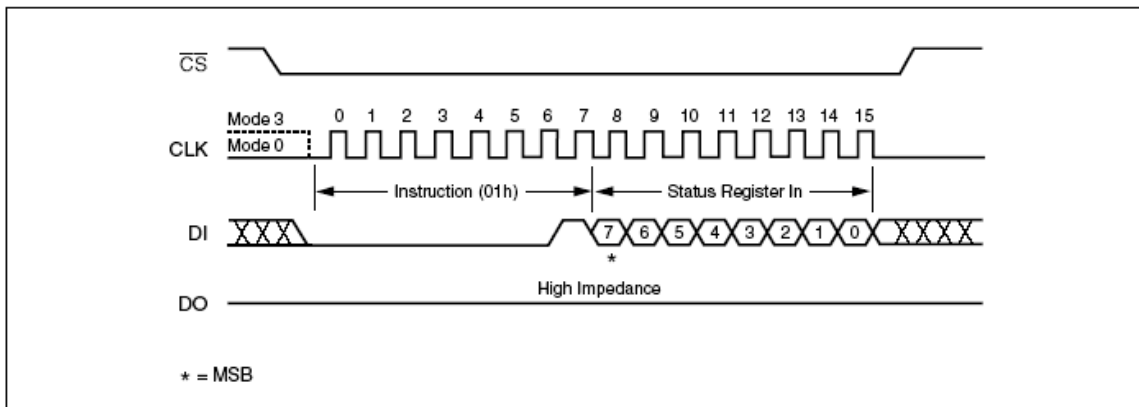 CS
Mode 3 0 1 2 3 4 5 6 7 8 9 10 11 12 13 14 15
CLK Mode 0
Instruction (01h) Status Register In
DI 7 6 5 4 3 2 1 0
*
High Impedance
DO
* = MSB